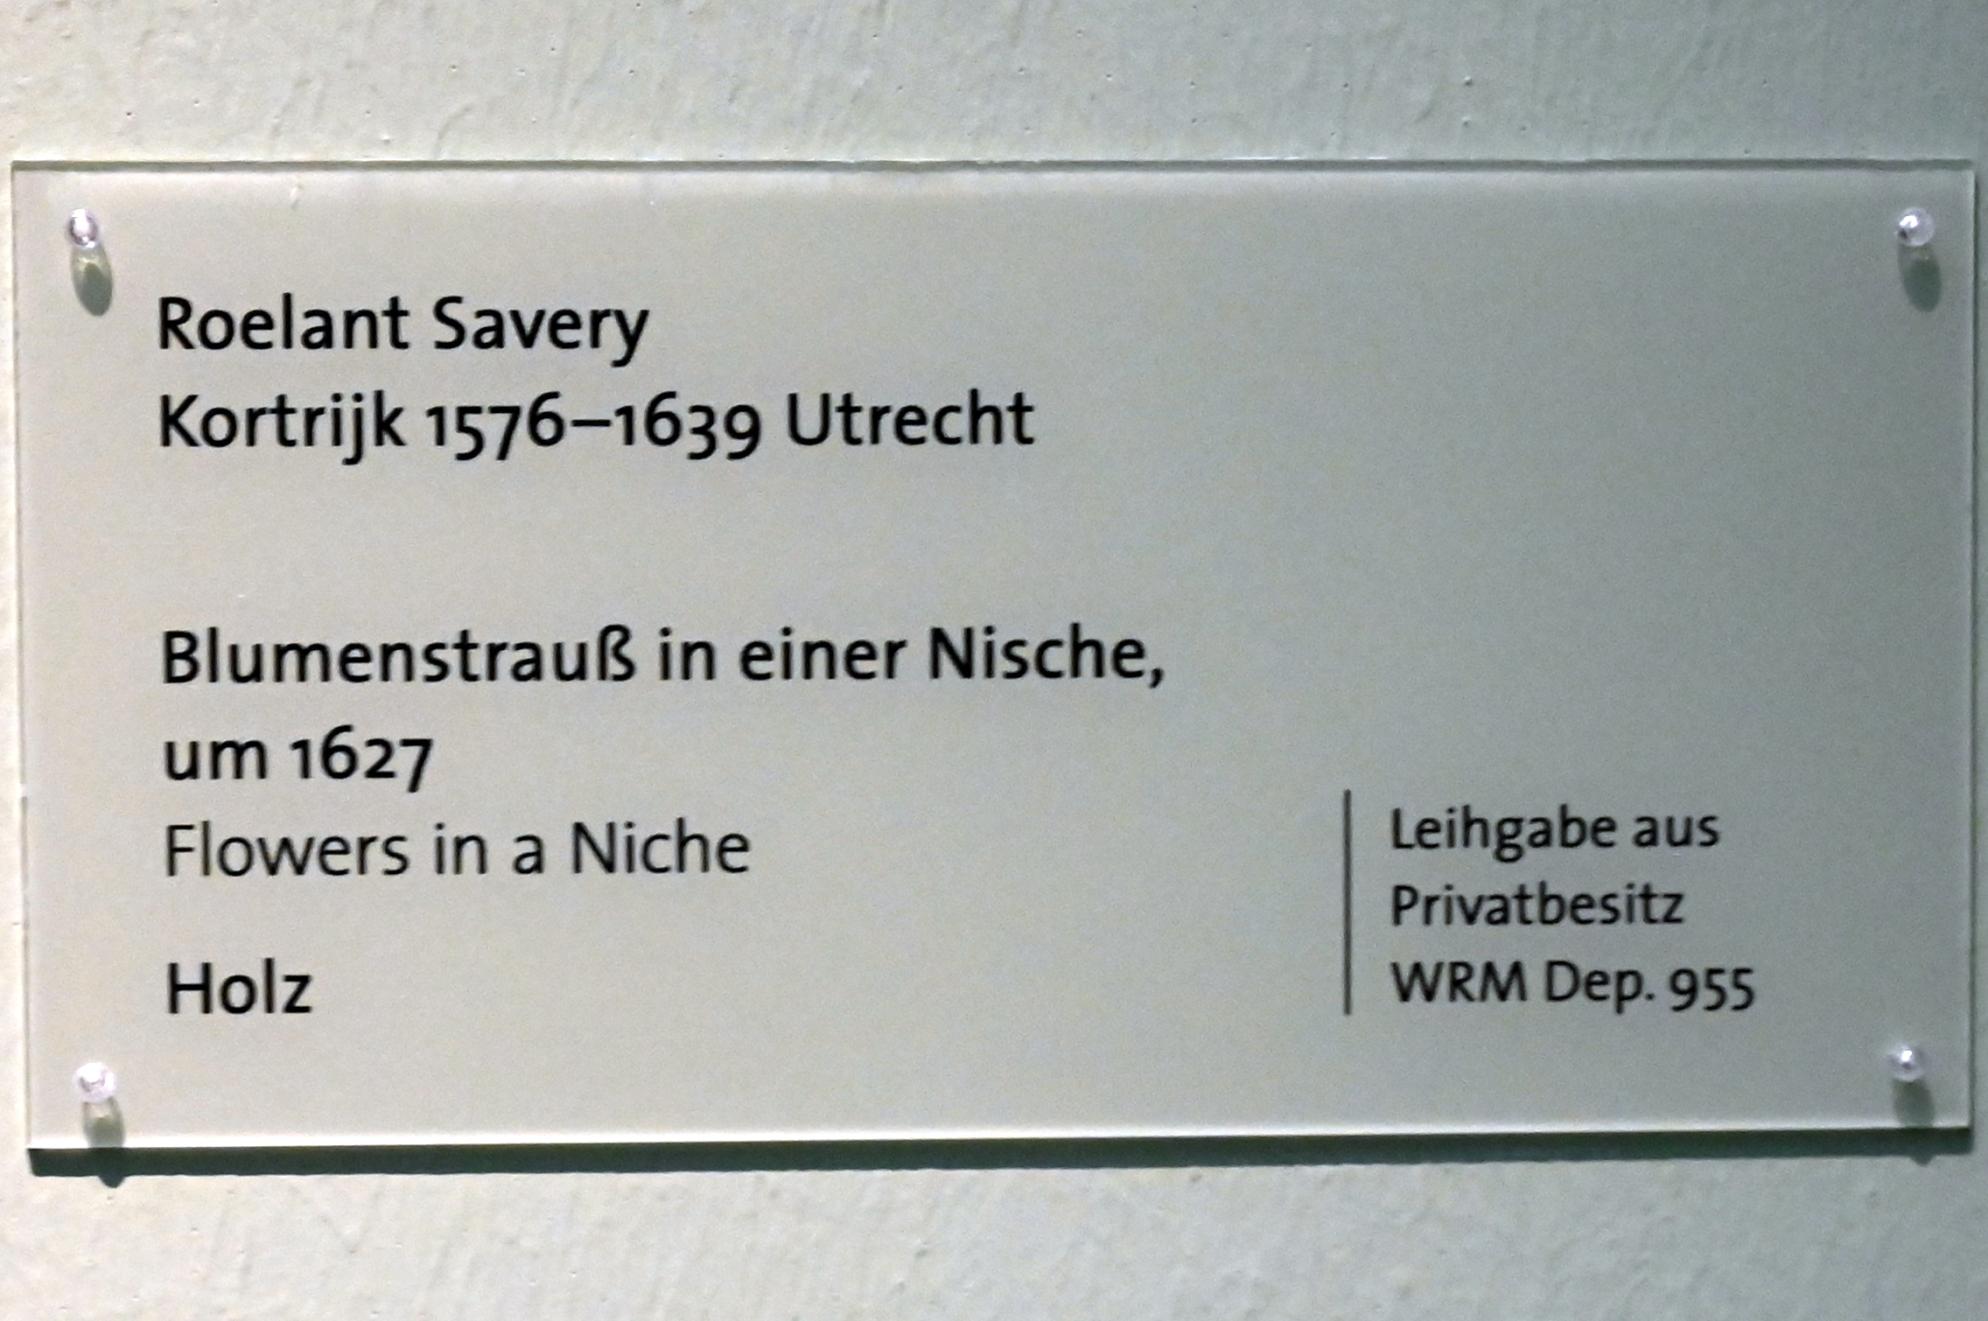 Roelant Savery
Kortrijk 1576–1639 Utrecht
Blumenstrauß in einer Nische,
um 1627
Flowers in a Niche
Holz
Leihgabe aus
Privatbesitz
WRM Dep. 955